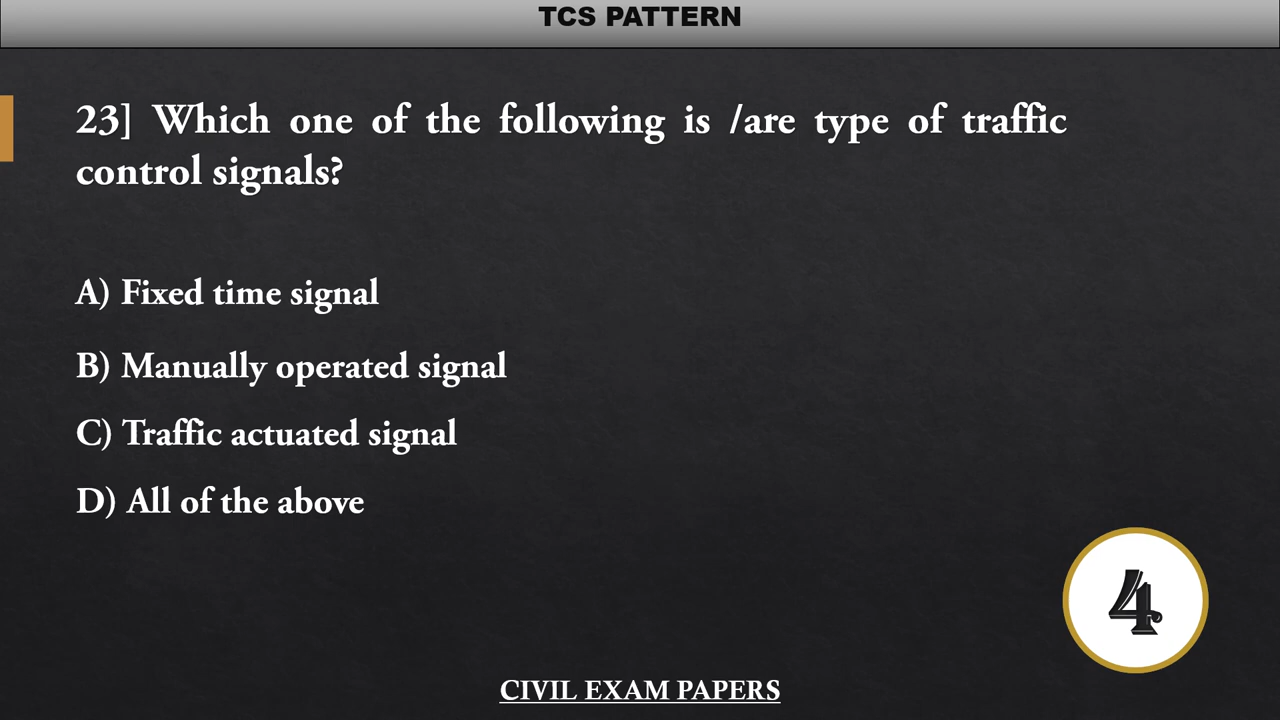 TCS PATTERN
23] Which one of the following is /are type of traffic
control signals?
A) Fixed time signal
B) Manually operated signal
C) Traffic actuated signal
D) All of the above
4
CIVIL EXAM PAPERS